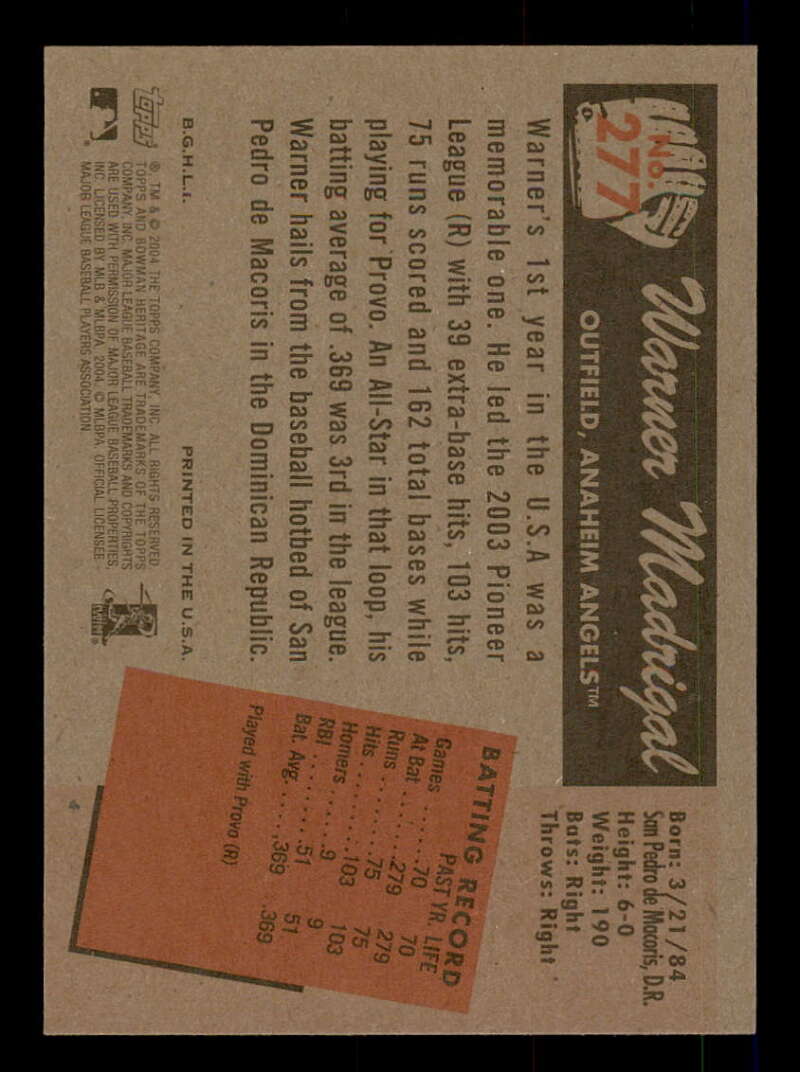 No.
277
Warner Madrigal
OUTFIELD, ANAHEIM ANGELS™
Born: 3/21/84
San Pedro de Macoris, D.R.
Height: 6-0
Weight: 190
Bats: Right
Throws: Right
Warner's 1st year in the U.S.A was a
memorable one. He led the 2003 Pioneer
League (R) with 39 extra-base hits, 103 hits,
75 runs scored and 162 total bases while
playing for Provo. An All-Star in that loop, his
batting average of .369 was 3rd in the league.
Warner hails from the baseball hotbed of San
Pedro de Macoris in the Dominican Republic.
BATTING RECORD
PAST YR. LIFE
Games ......70 70
At Bat ......279 279
Runs ........75 75
Hits ........103 103
Homers ........9 9
RBI ........51 51
Bat. Avg. .....369 .369
Played with Provo (R)
B.G.H.L.I. PRINTED IN THE U.S.A.
Topps
® TM & © 2004 THE TOPPS COMPANY, INC. ALL RIGHTS RESERVED.
TOPPS AND BOWMAN HERITAGE ARE TRADEMARKS OF THE TOPPS
COMPANY, INC. MAJOR LEAGUE BASEBALL TRADEMARKS AND COPYRIGHTS
ARE USED WITH PERMISSION OF MAJOR LEAGUE BASEBALL PROPERTIES,
INC. LICENSED BY MLB & MLBPA 2004. © MLBPA OFFICIAL LICENSEE -
MAJOR LEAGUE BASEBALL PLAYERS ASSOCIATION